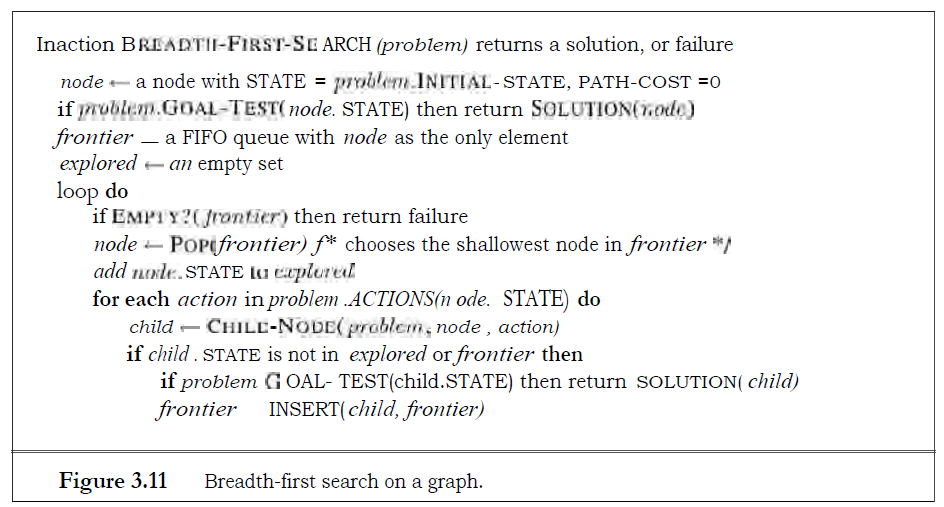 Inaction BREADTH-FIRST-SE ARCH (problem) returns a solution, or failure
node ← a node with STATE = problem.INITIAL-STATE, PATH-COST =0
if problem.GOAL-TEST(node. STATE) then return SOLUTION(node)
frontier — a FIFO queue with node as the only element
explored ← an empty set
loop do
if EMPTY?(frontier) then return failure
node ← POP(frontier) f* chooses the shallowest node in frontier */
add node.STATE to explored
for each action in problem .ACTIONS(n ode. STATE) do
child ← CHILD-NODE(problem, node , action)
if child . STATE is not in explored or frontier then
if problem G OAL- TEST(child.STATE) then return SOLUTION( child)
frontier INSERT( child, frontier)
Figure 3.11 Breadth-first search on a graph.